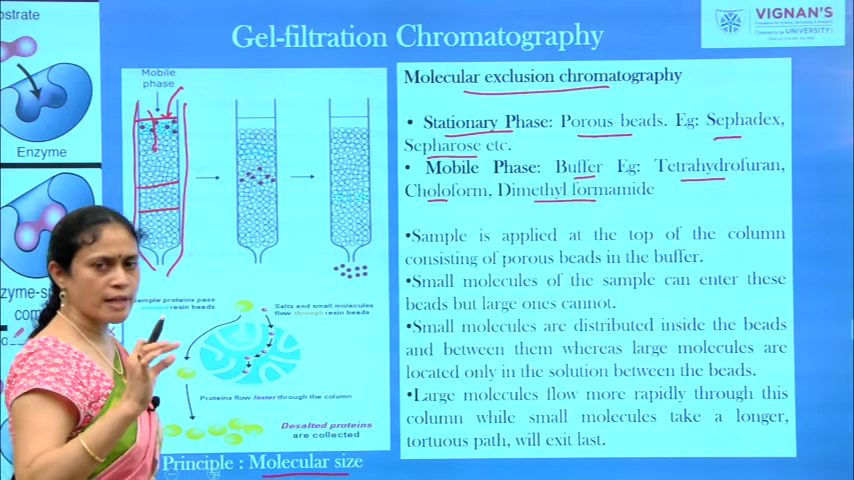 strate
Enzyme
zyme-s
com
Gel-filtration Chromatography
VIGNAN'S
UNIVERSITY
Mobile
phase
Sample proteins pass
resin beads
Salts and small molecules
flow through resin beads
Proteins flow faster through the column
Desalted proteins
are collected
Principle : Molecular size
Molecular exclusion chromatography
• Stationary Phase: Porous beads. Eg: Sephadex,
Sepharose etc.
• Mobile Phase: Buffer Eg: Tetrahydrofuran,
Choloform, Dimethyl formamide
•Sample is applied at the top of the column
consisting of porous beads in the buffer.
•Small molecules of the sample can enter these
beads but large ones cannot.
•Small molecules are distributed inside the beads
and between them whereas large molecules are
located only in the solution between the beads.
•Large molecules flow more rapidly through this
column while small molecules take a longer,
tortuous path, will exit last.